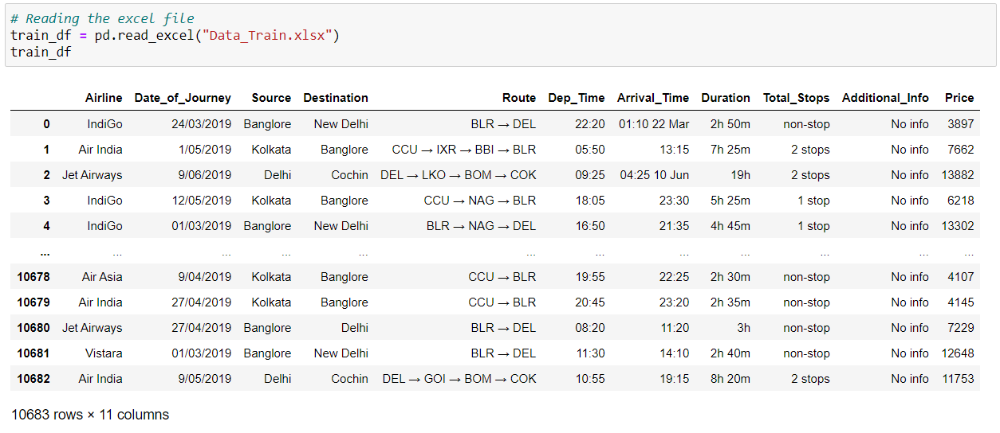 # Reading the excel file
train_df = pd.read_excel("Data_Train.xlsx")
train_df
Airline Date_of_Journey Source Destination Route Dep_Time Arrival_Time Duration Total_Stops Additional_Info Price
0 IndiGo 24/03/2019 Banglore New Delhi BLR → DEL 22:20 01:10 22 Mar 2h 50m non-stop No info 3897
1 Air India 1/05/2019 Kolkata Banglore CCU → IXR → BBI → BLR 05:50 13:15 7h 25m 2 stops No info 7662
2 Jet Airways 9/06/2019 Delhi Cochin DEL → LKO → BOM → COK 09:25 04:25 10 Jun 19h 2 stops No info 13882
3 IndiGo 12/05/2019 Kolkata Banglore CCU → NAG → BLR 18:05 23:30 5h 25m 1 stop No info 6218
4 IndiGo 01/03/2019 Banglore New Delhi BLR → NAG → DEL 16:50 21:35 4h 45m 1 stop No info 13302
... ... ... ... ... ... ... ... ... ... ... ...
10678 Air Asia 9/04/2019 Kolkata Banglore CCU → BLR 19:55 22:25 2h 30m non-stop No info 4107
10679 Air India 27/04/2019 Kolkata Banglore CCU → BLR 20:45 23:20 2h 35m non-stop No info 4145
10680 Jet Airways 27/04/2019 Banglore Delhi BLR → DEL 08:20 11:20 3h non-stop No info 7229
10681 Vistara 01/03/2019 Banglore New Delhi BLR → DEL 11:30 14:10 2h 40m non-stop No info 12648
10682 Air India 9/05/2019 Delhi Cochin DEL → GOI → BOM → COK 10:55 19:15 8h 20m 2 stops No info 11753
10683 rows × 11 columns